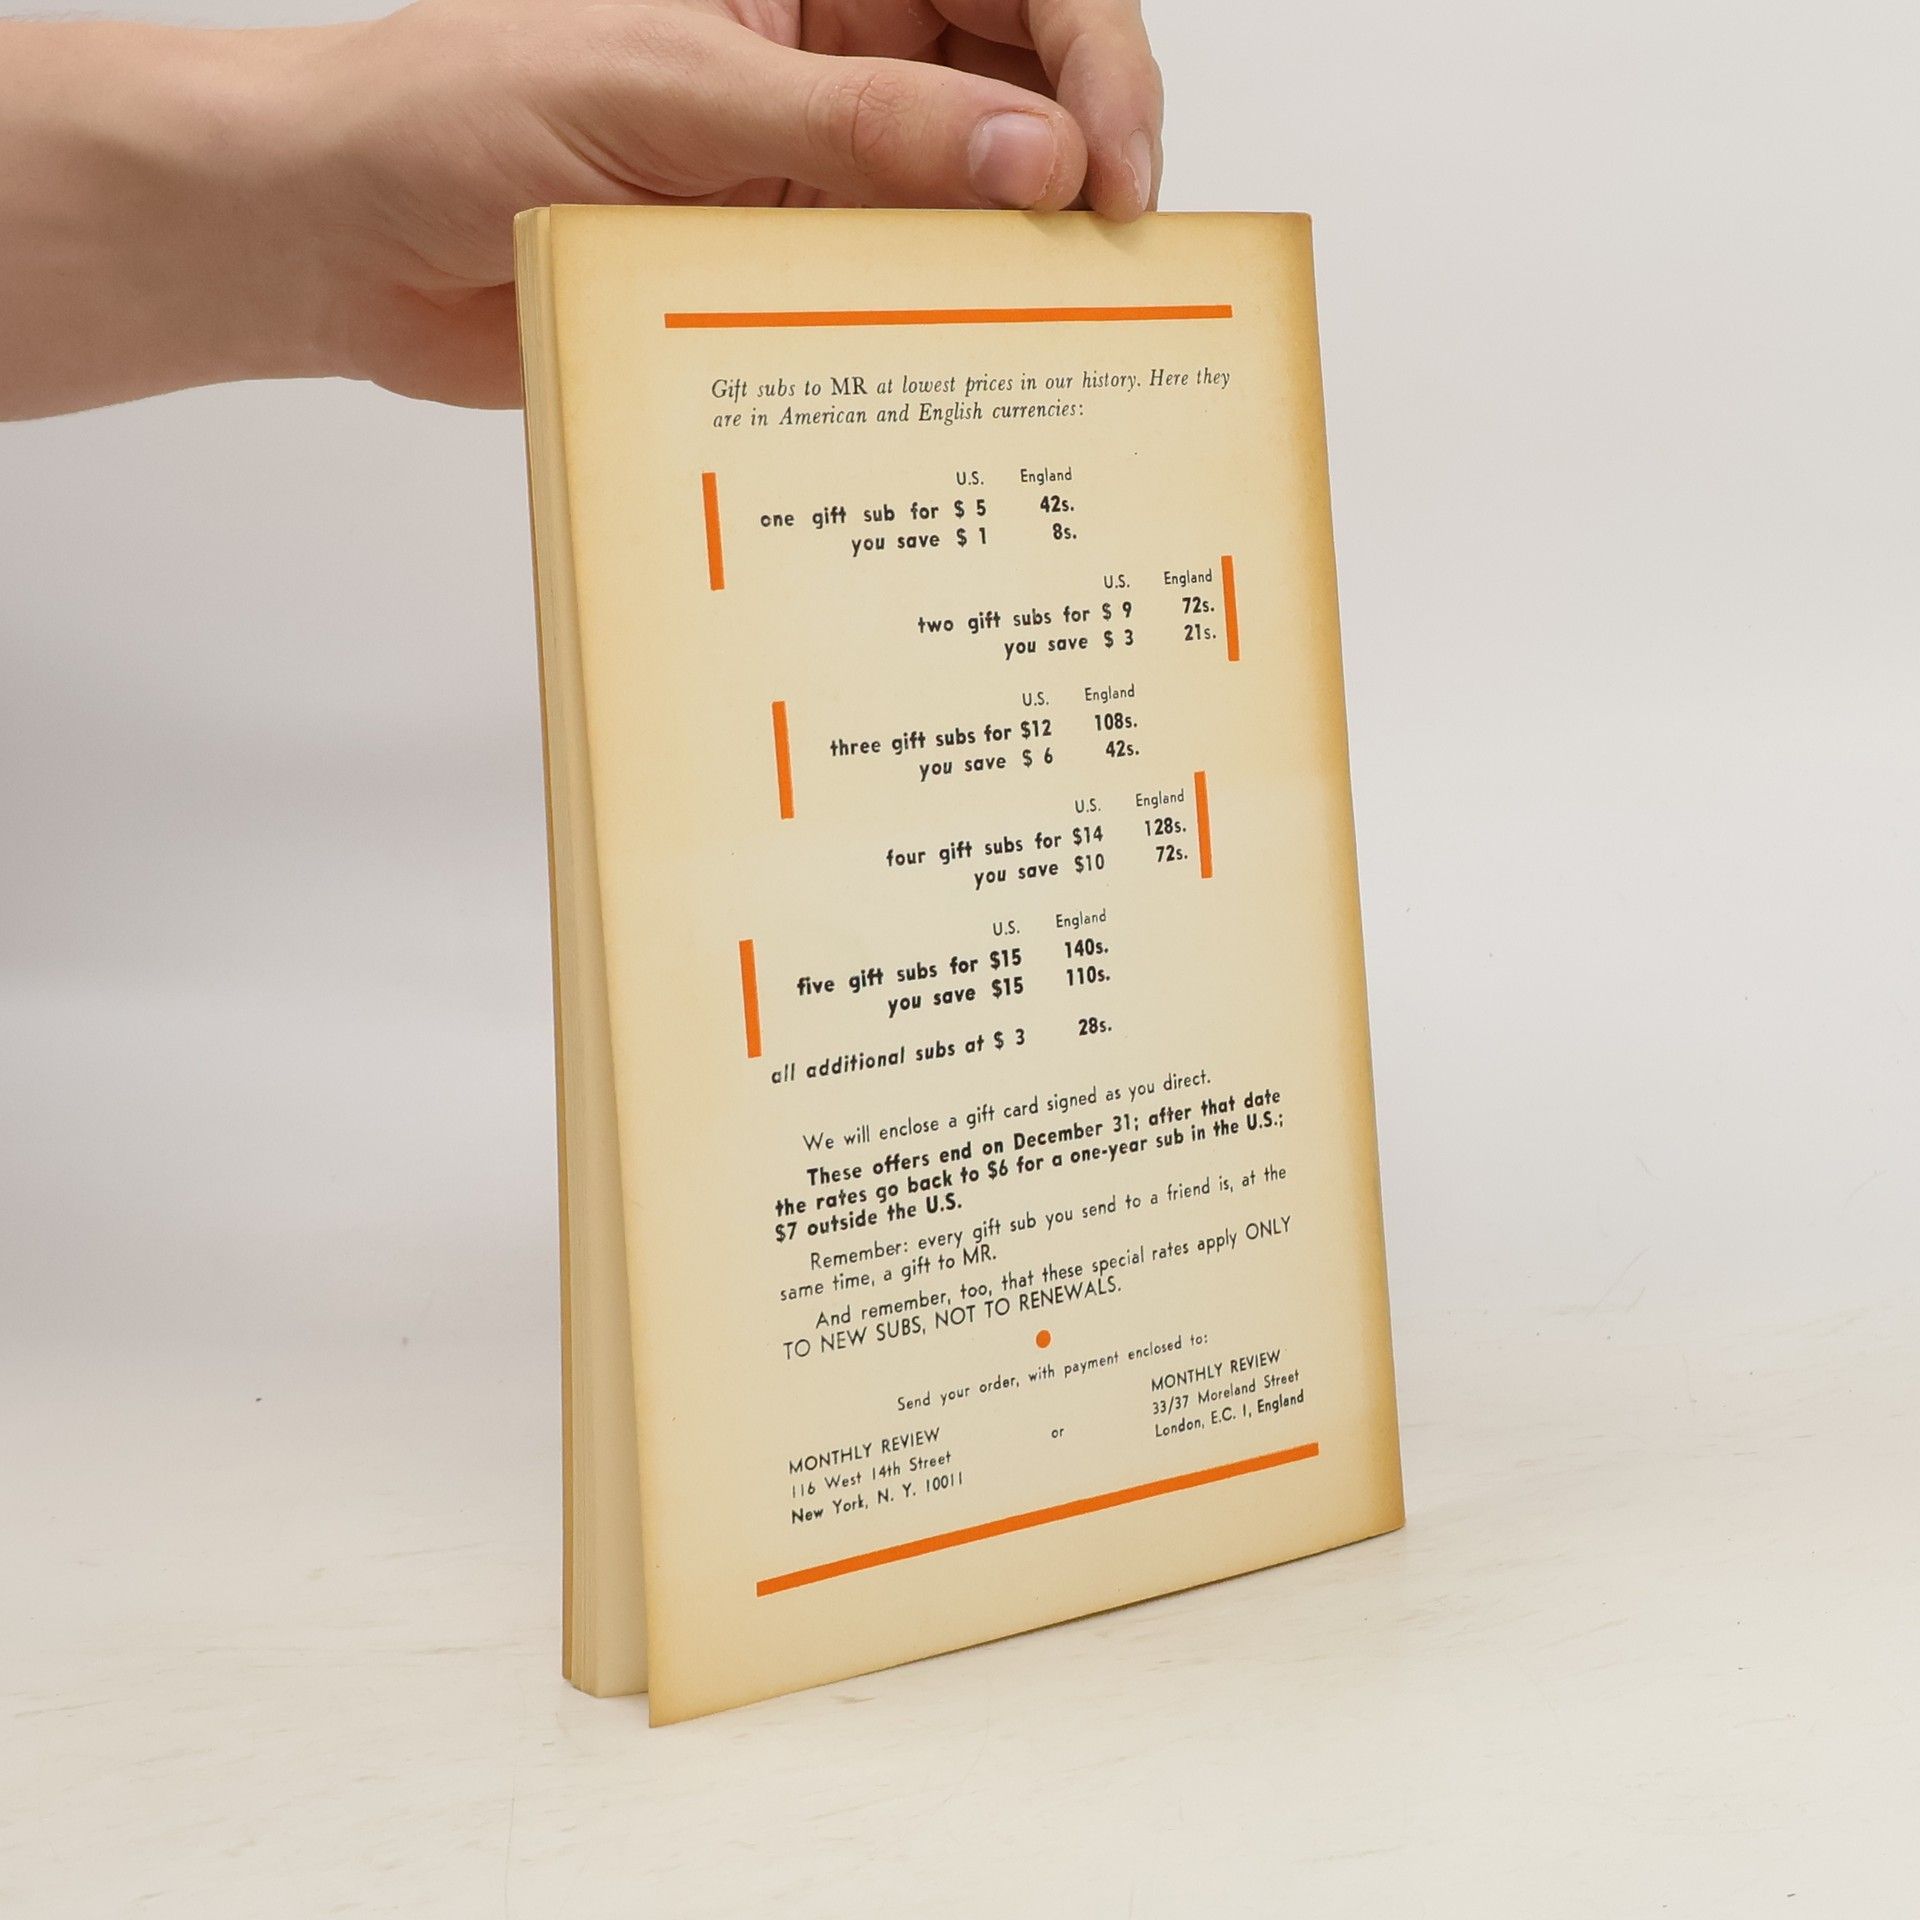 Gift subs to MR at lowest prices in our history. Here they
are in American and English currencies:
U.S. England
one gift sub for $ 5 42s.
you save $ 1 8s.
U.S. England
two gift subs for $ 9 72s.
you save $ 3 21s.
U.S. England
three gift subs for $12 108s.
you save $ 6 42s.
U.S. England
four gift subs for $14 128s.
you save $10 72s.
U.S. England
five gift subs for $15 140s.
you save $15 110s.
all additional subs at $ 3 28s.
We will enclose a gift card signed as you direct.
These offers end on December 31; after that date
the rates go back to $6 for a one-year sub in the U.S.;
$7 outside the U.S.
Remember: every gift sub you send to a friend is, at the
same time, a gift to MR.
And remember, too, that these special rates apply ONLY
TO NEW SUBS, NOT TO RENEWALS.
Send your order, with payment enclosed to:
MONTHLY REVIEW
116 West 14th Street
New York, N. Y. 10011
or
MONTHLY REVIEW
33/37 Moreland Street
London, E.C. 1, England